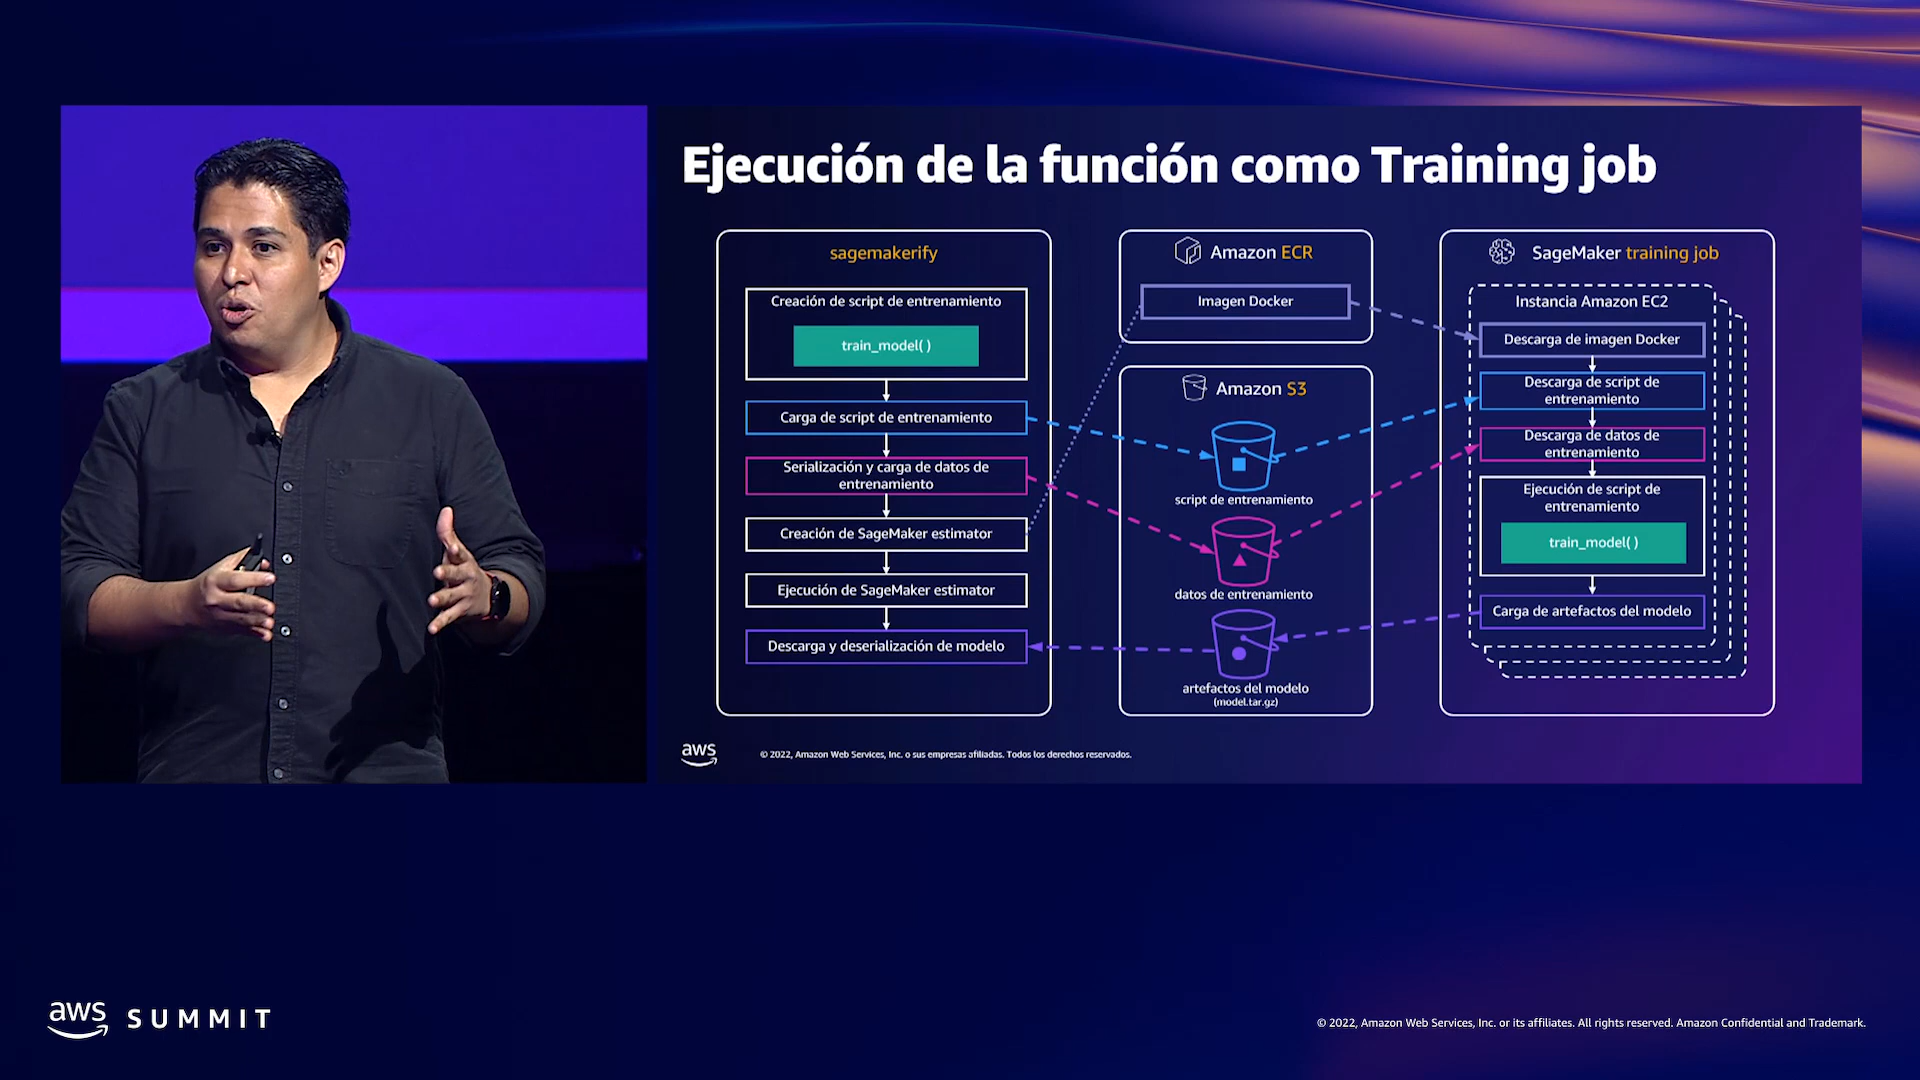 Ejecución de la función como Training job
sagemakerify
Creación de script de entrenamiento
train_model( )
Carga de script de entrenamiento
Serialización y carga de datos de
entrenamiento
Creación de SageMaker estimator
Ejecución de SageMaker estimator
Descarga y deserialización de modelo
Amazon ECR
Imagen Docker
Amazon S3
script de entrenamiento
datos de entrenamiento
artefactos del modelo
(model.tar.gz)
SageMaker training job
Instancia Amazon EC2
Descarga de imagen Docker
Descarga de script de
entrenamiento
Descarga de datos de
entrenamiento
Ejecución de script de
entrenamiento
train_model( )
Carga de artefactos del modelo
aws
© 2022, Amazon Web Services, Inc. o sus empresas afiliadas. Todos los derechos reservados.
aws SUMMIT
© 2022, Amazon Web Services, Inc. or its affiliates. All rights reserved. Amazon Confidential and Trademark.